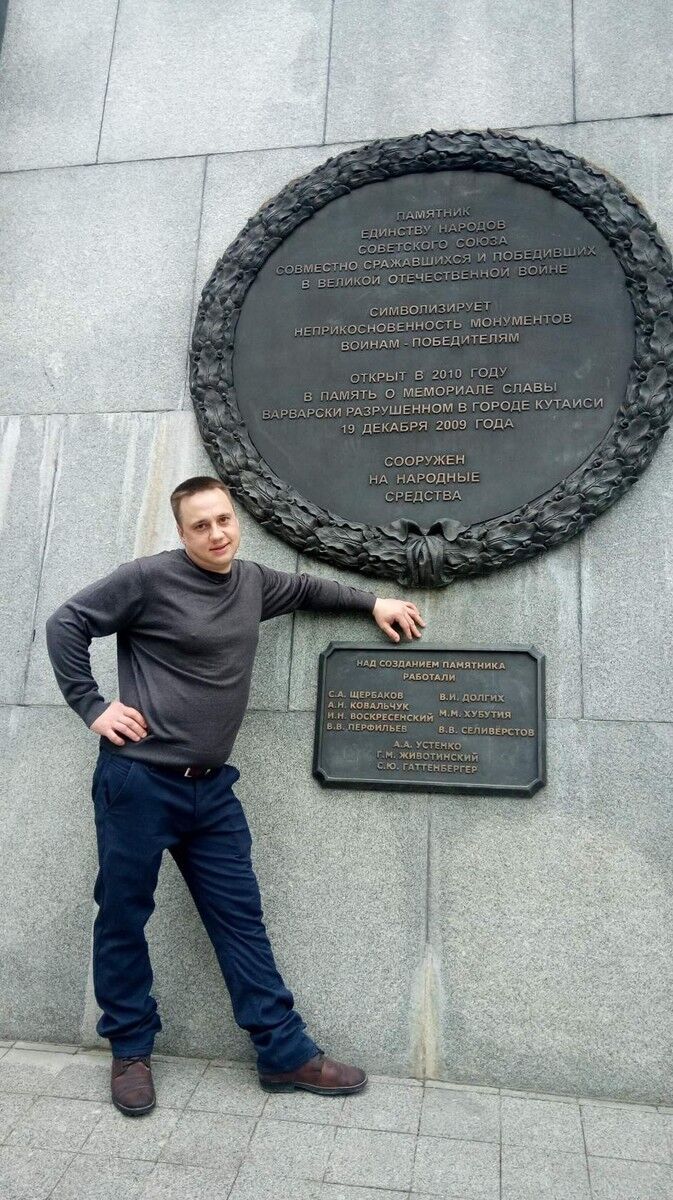 ПАМЯТНИК
ЕДИНСТВУ НАРОДОВ
СОВЕТСКОГО СОЮЗА
СОВМЕСТНО СРАЖАВШИХСЯ И ПОБЕДИВШИХ
В ВЕЛИКОЙ ОТЕЧЕСТВЕННОЙ ВОЙНЕ
СИМВОЛИЗИРУЕТ
НЕПРИКОСНОВЕННОСТЬ МОНУМЕНТОВ
ВОИНАМ - ПОБЕДИТЕЛЯМ
ОТКРЫТ В 2010 ГОДУ
В ПАМЯТЬ О МЕМОРИАЛЕ СЛАВЫ
ВАРВАРСКИ РАЗРУШЕННОМ В ГОРОДЕ КУТАИСИ
19 ДЕКАБРЯ 2009 ГОДА
СООРУЖЕН
НА НАРОДНЫЕ
СРЕДСТВА
НАД СОЗДАНИЕМ ПАМЯТНИКА
РАБОТАЛИ
С.А. ЩЕРБАКОВ
А.Н. КОВАЛЬЧУК
И.Н. ВОСКРЕСЕНСКИЙ
В.В. ПЕРФИЛЬЕВ
В.И. ДОЛГИХ
М.М. ХУБУТИЯ
В.В. СЕЛИВЁРСТОВ
А.А. УСТЕНКО
Г.М. ЖИВОТИНСКИЙ
С.Ю. ГАТТЕНБЕРГЕР